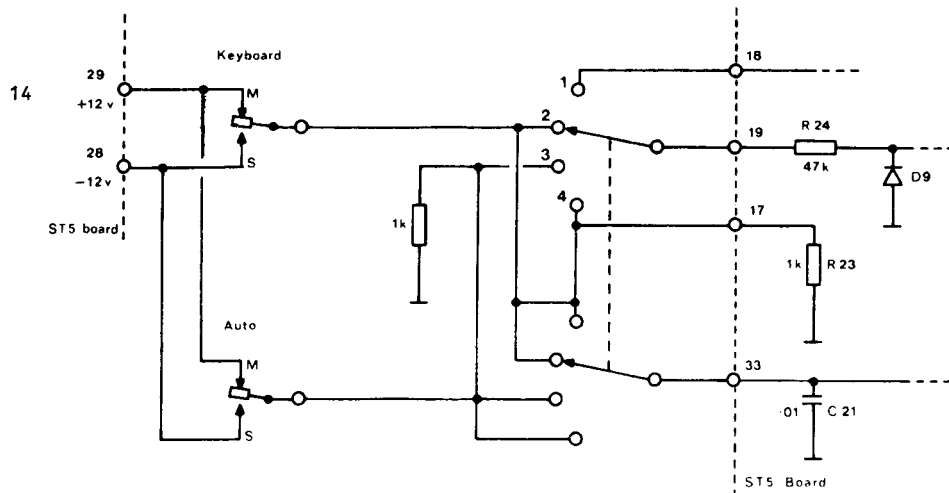 14
29
+12 v
28
−12 v
ST5 board
Keyboard
M
S
Auto
M
S
1k
1
2
3
4
18
19
R 24
47k
D9
17
1k
R 23
33
·01
C 21
ST5 Board